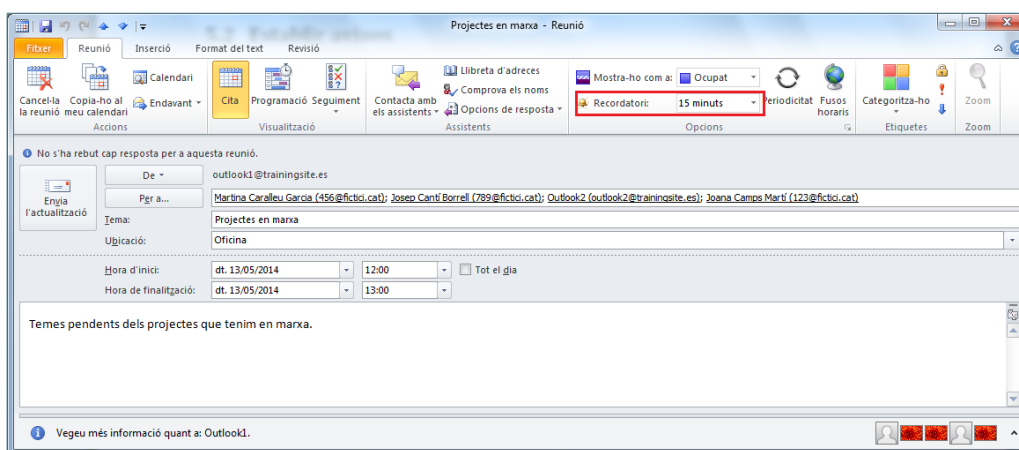 Projectes en marxa - Reunió
Fitxer Reunió Inserció Format del text Revisió
Cancel·la la reunió
Copia-ho al meu calendari
Calendari
Endavant
Accions
Cita
Programació
Seguiment
Visualització
Contacta amb els assistents
Llibreta d'adreces
Comprova els noms
Opcions de resposta
Assistents
Mostra-ho com a: Ocupat
Recordatori: 15 minuts
Periodicitat
Fusos horaris
Opcions
Categoritza-ho
Etiquetes
Zoom
Zoom
No s'ha rebut cap resposta per a aquesta reunió.
Envia l'actualització
De outlook1@trainingsite.es
Per a... Martina Caralleu Garcia (456@fictici.cat); Josep Cantí Borrell (789@fictici.cat); Outlook2 (outlook2@trainingsite.es); Joana Camps Martí (123@fictici.cat)
Tema: Projectes en marxa
Ubicació: Oficina
Hora d'inici: dt. 13/05/2014 12:00 Tot el dia
Hora de finalització: dt. 13/05/2014 13:00
Temes pendents dels projectes que tenim en marxa.
Vegeu més informació quant a: Outlook1.